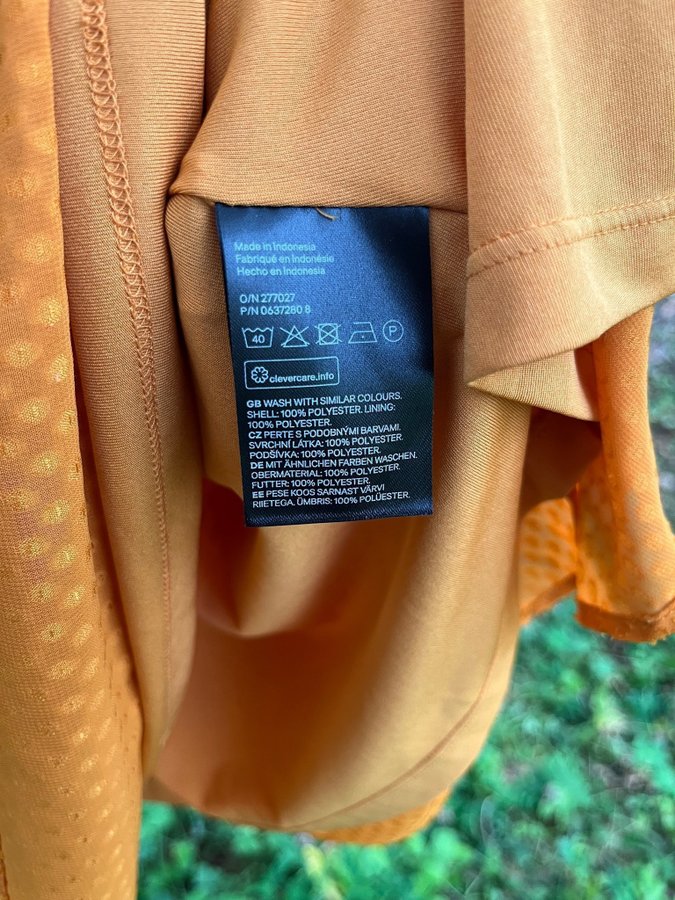 Made in Indonesia
Fabriqué en Indonésie
Hecho en Indonesia
O/N 277027
P/N 0637280 8
40 P
clevercare.info
GB WASH WITH SIMILAR COLOURS.
SHELL: 100% POLYESTER. LINING:
100% POLYESTER.
CZ PERTE S PODOBNÝMI BARVAMI.
SVRCHNÍ LÁTKA: 100% POLYESTER.
PODŠÍVKA: 100% POLYESTER.
DE MIT ÄHNLICHEN FARBEN WASCHEN.
OBERMATERIAL: 100% POLYESTER.
FUTTER: 100% POLYESTER.
EE PESE KOOS SARNAST VÄRVI
RIIETEGA. ÜMBRIS: 100% POLÜESTER.